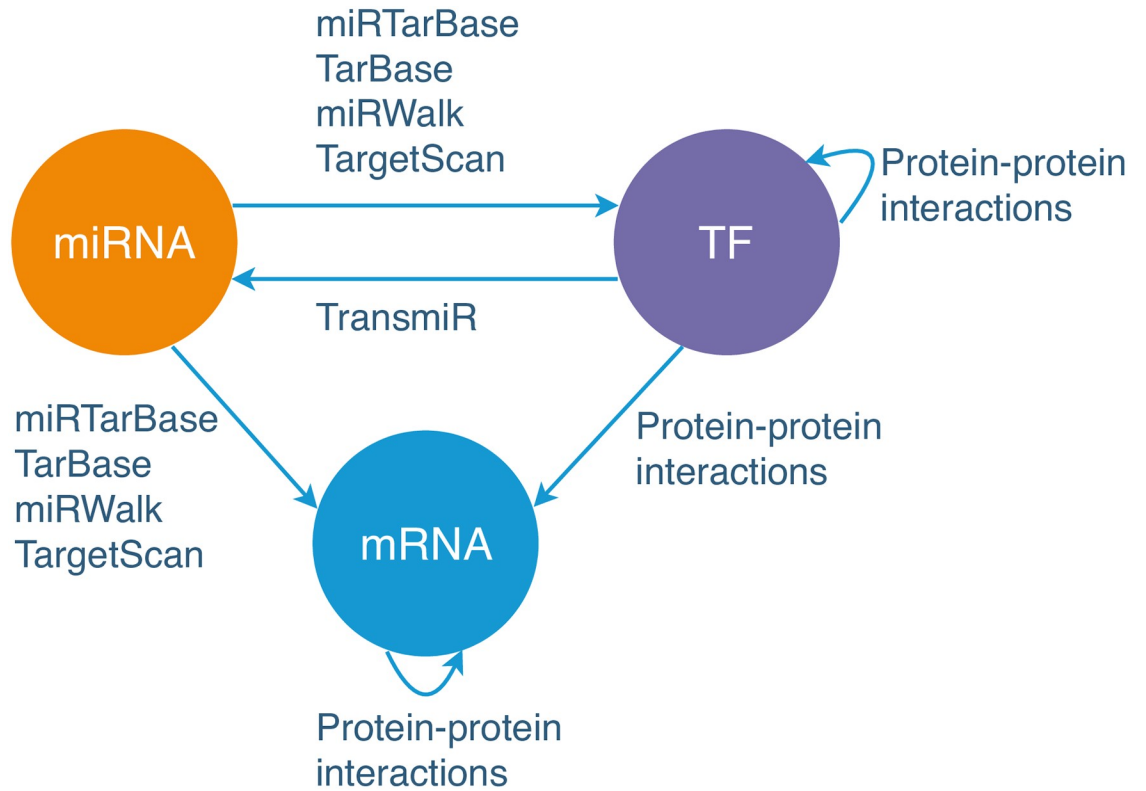 miRTarBase
TarBase
miRWalk
TargetScan
miRNA
TF
Protein-protein
interactions
TransmiR
miRTarBase
TarBase
miRWalk
TargetScan
Protein-protein
interactions
mRNA
Protein-protein
interactions